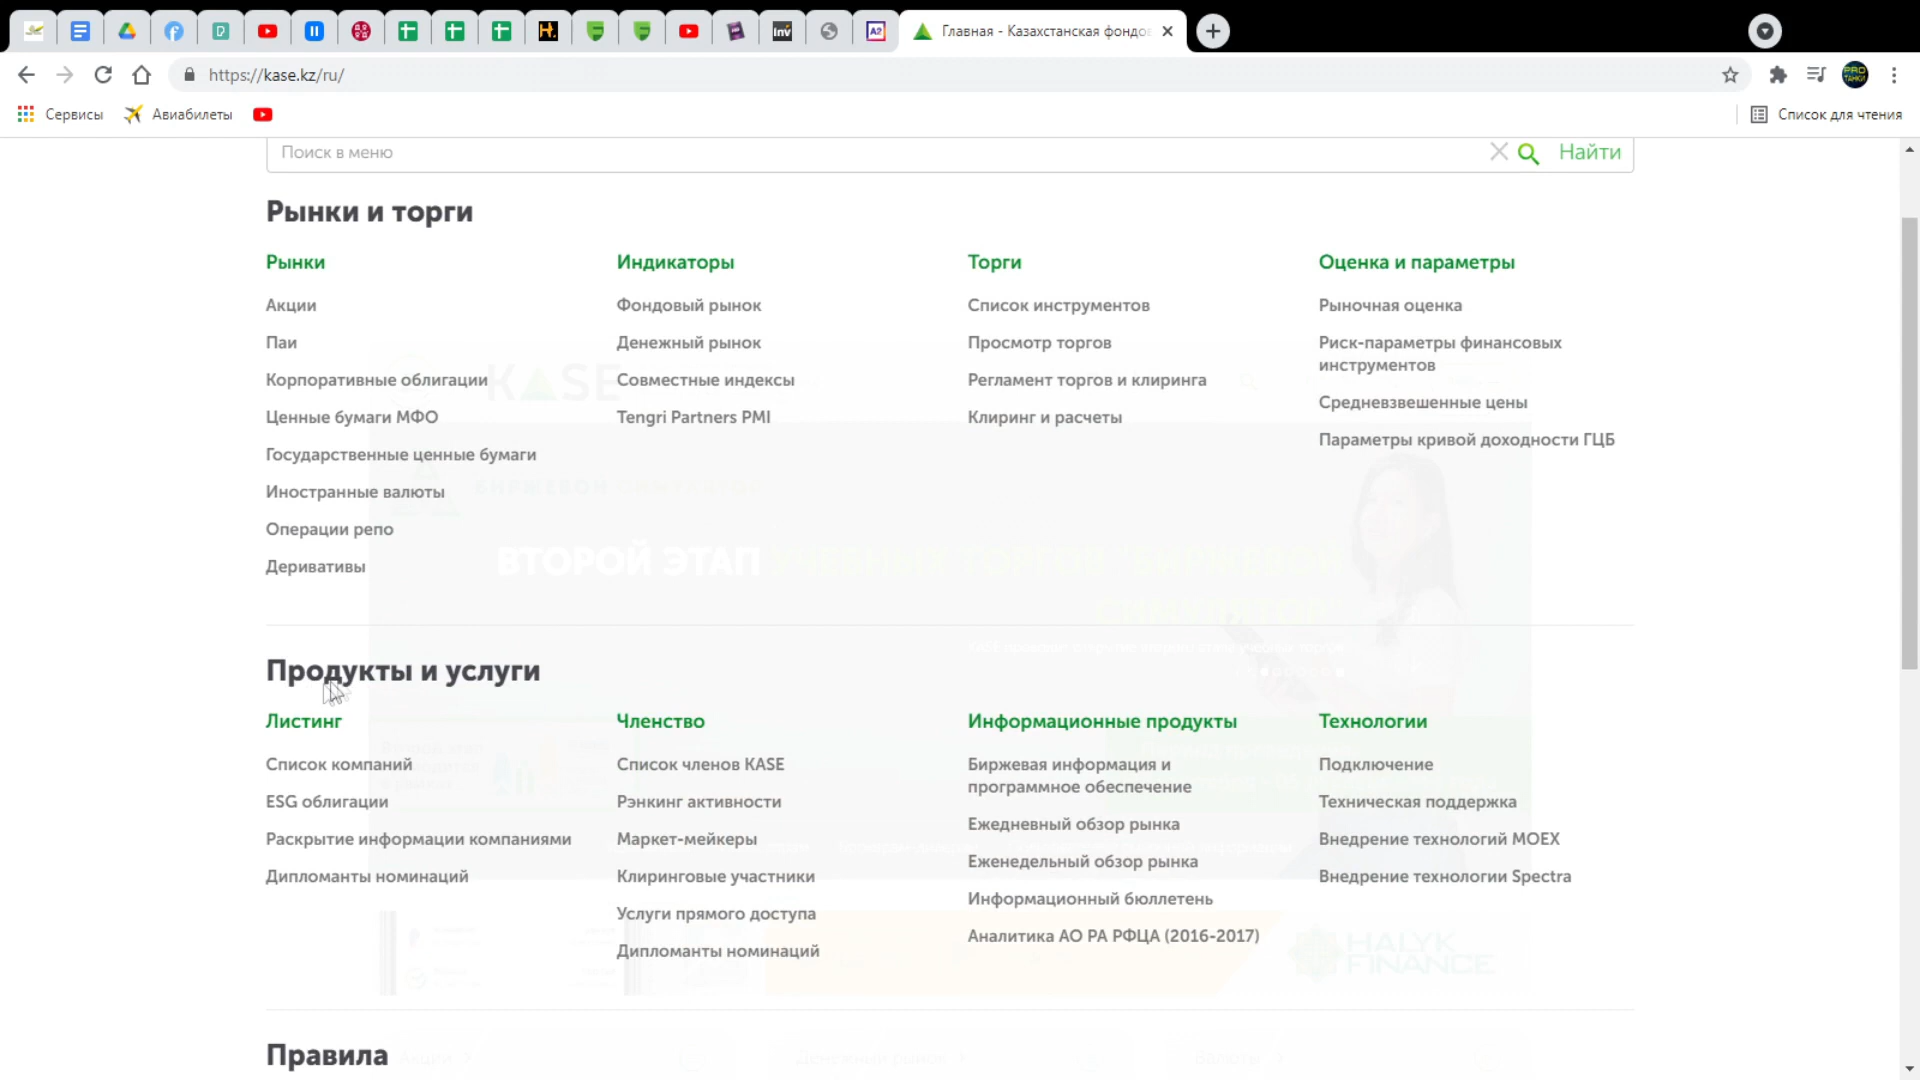 Главная - Казахстанская фондов
https://kase.kz/ru/
Сервисы
Авиабилеты
Список для чтения
Поиск в меню
Найти
Рынки и торги
Рынки
Индикаторы
Торги
Оценка и параметры
Акции
Фондовый рынок
Список инструментов
Рыночная оценка
Паи
Денежный рынок
Просмотр торгов
Риск-параметры финансовых
инструментов
Корпоративные облигации
Совместные индексы
Регламент торгов и клиринга
Средневзвешенные цены
Ценные бумаги МФО
Tengri Partners PMI
Клиринг и расчеты
Параметры кривой доходности ГЦБ
Государственные ценные бумаги
Иностранные валюты
Операции репо
Деривативы
KASE
ВТОРОЙ ЭТАП
Продукты и услуги
Листинг
Членство
Информационные продукты
Технологии
Список компаний
Список членов KASE
Биржевая информация и
программное обеспечение
Подключение
ESG облигации
Рэнкинг активности
Ежедневный обзор рынка
Техническая поддержка
Раскрытие информации компаниями
Маркет-мейкеры
Еженедельный обзор рынка
Внедрение технологий MOEX
Дипломанты номинаций
Клиринговые участники
Информационный бюллетень
Внедрение технологии Spectra
Услуги прямого доступа
Аналитика АО РА РФЦА (2016-2017)
Дипломанты номинаций
HALYK
FINANCE
Правила